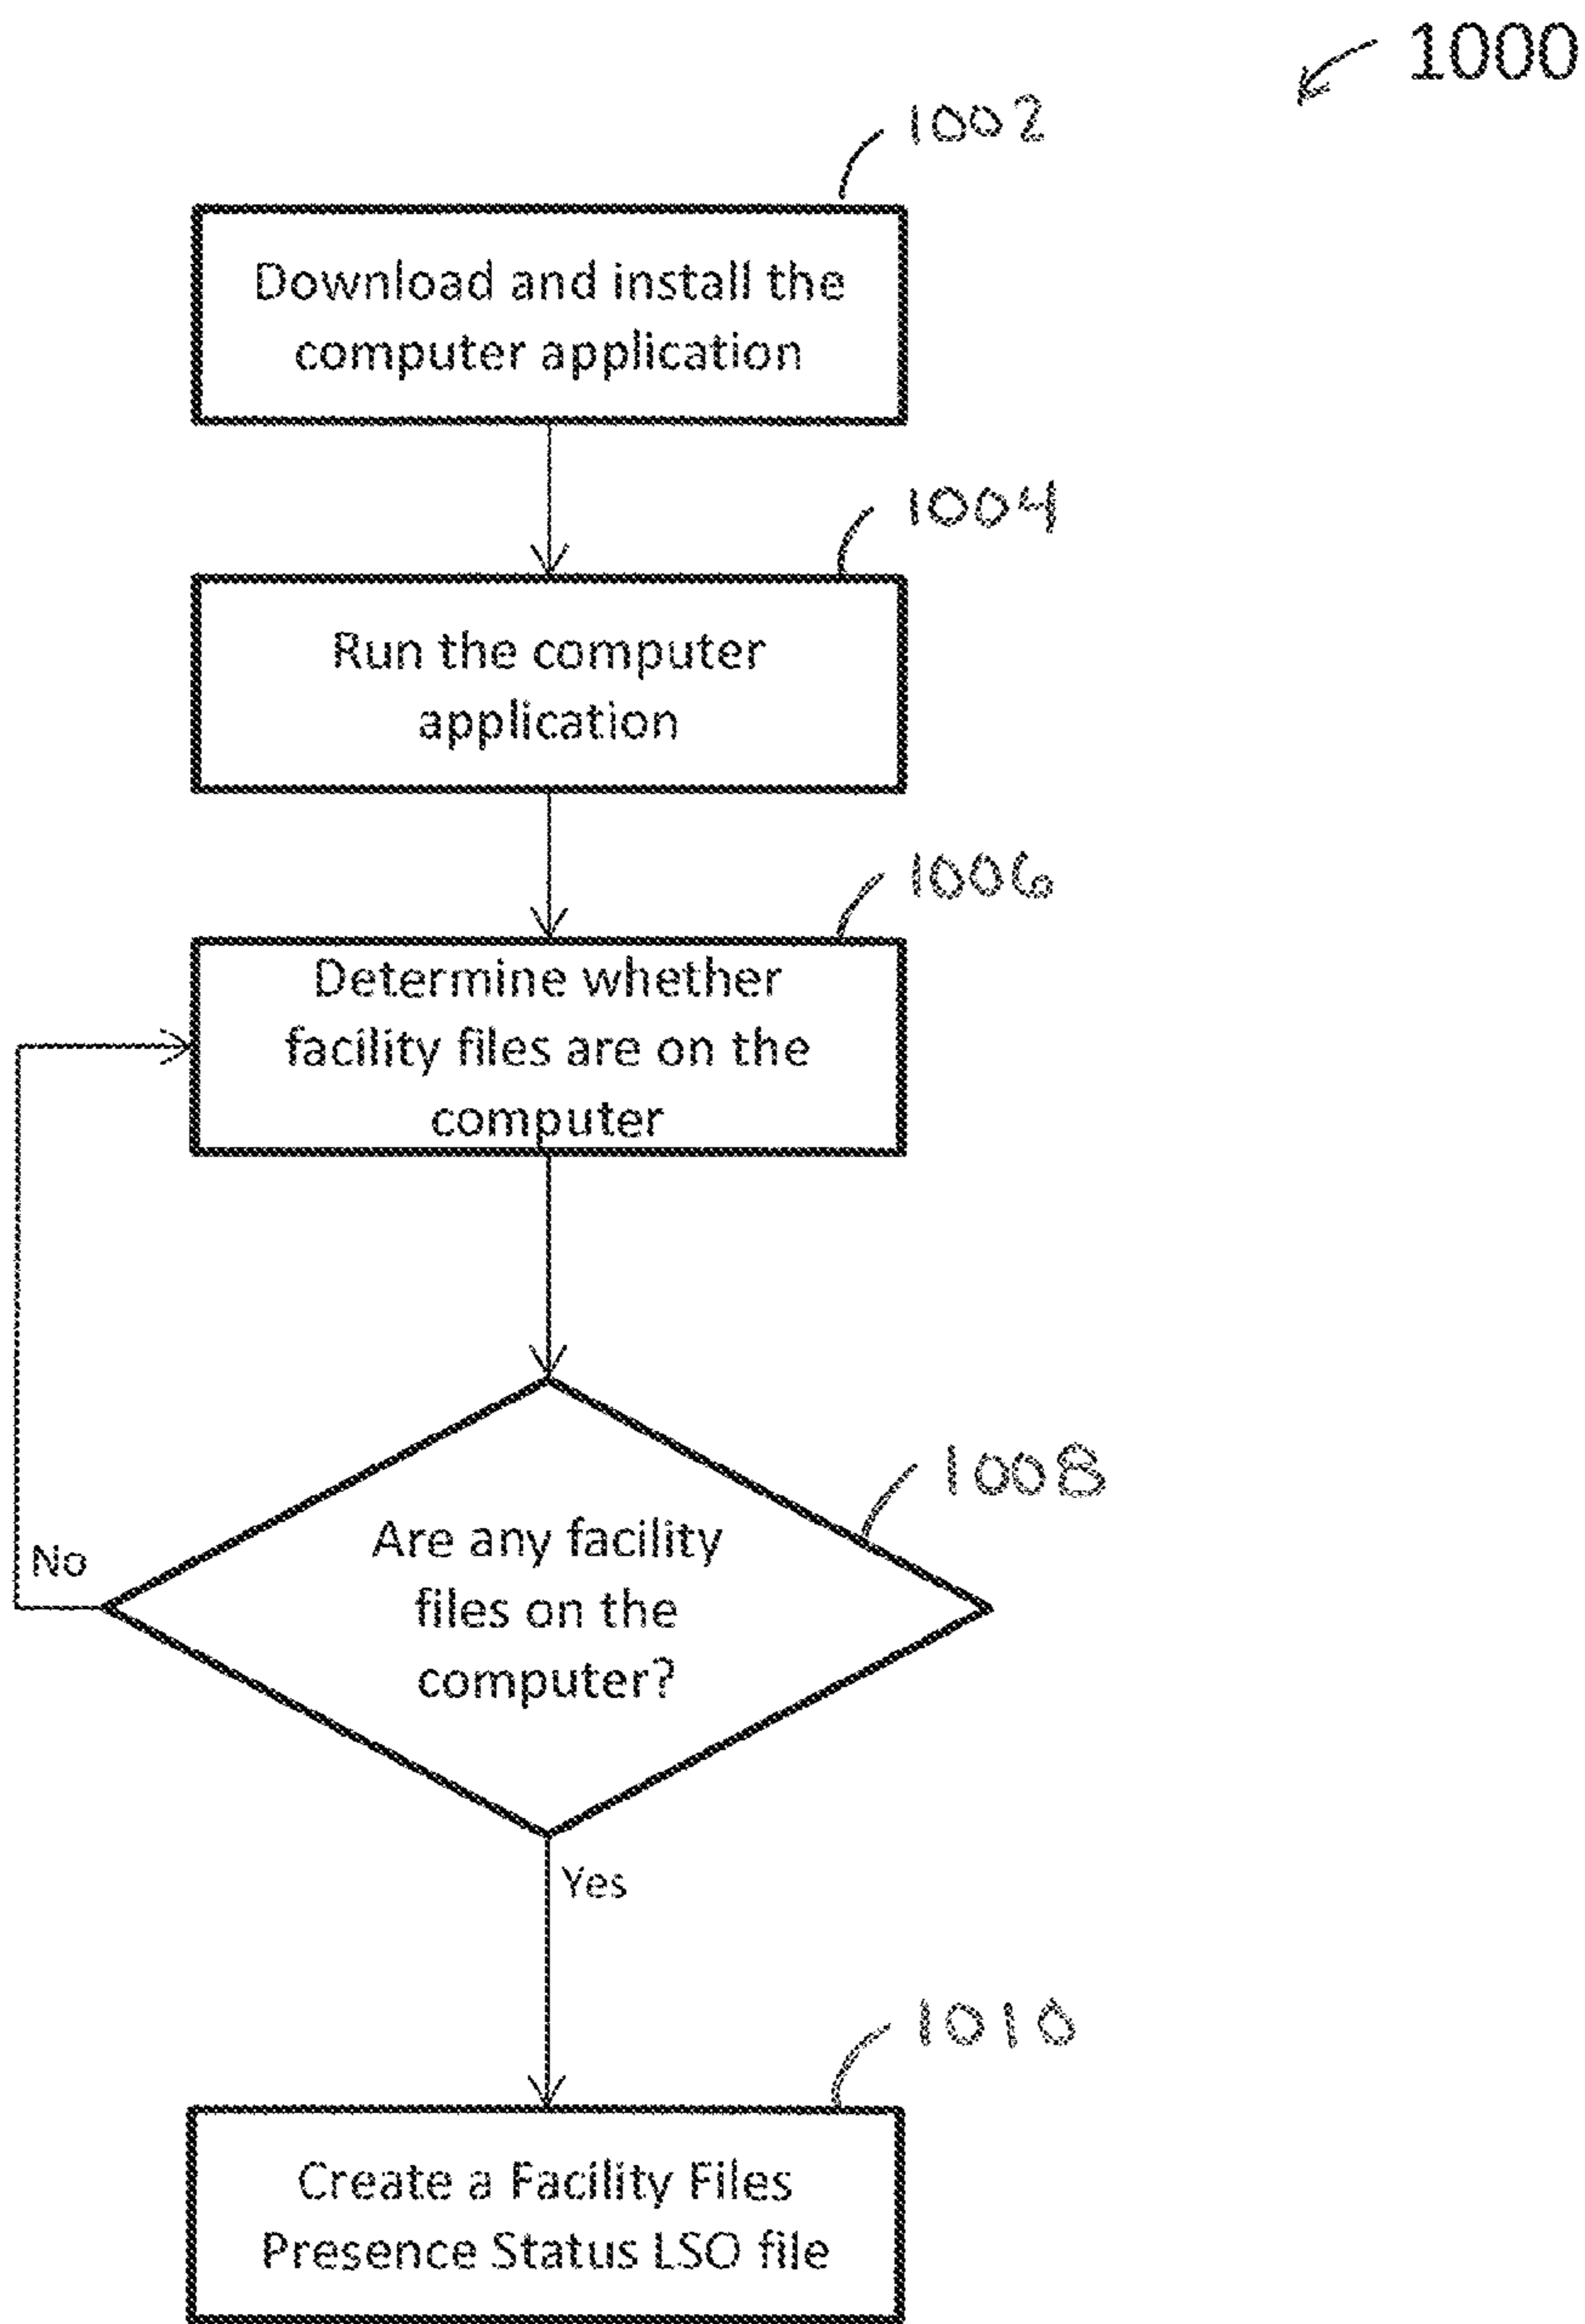 1000
1002
Download and install the
computer application
1004
Run the computer
application
1006
Determine whether
facility files are on the
computer
1008
Are any facility
files on the
computer?
No
Yes
1010
Create a Facility Files
Presence Status LSO file